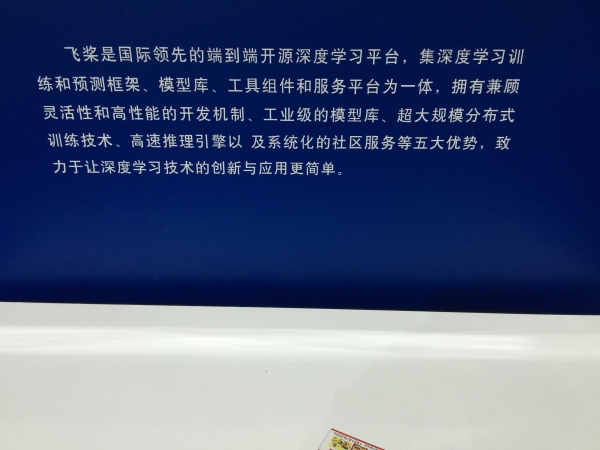 飞桨是国际领先的端到端开源深度学习平台，集深度学习训
练和预测框架、模型库、工具组件和服务平台为一体，拥有兼顾
灵活性和高性能的开发机制、工业级的模型库、超大规模分布式
训练技术、高速推理引擎以 及系统化的社区服务等五大优势，致
力于让深度学习技术的创新与应用更简单。